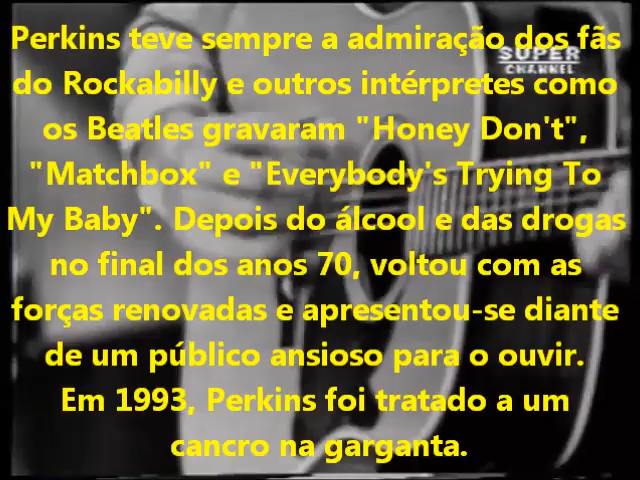 Perkins teve sempre a admiração dos fãs
do Rockabilly e outros intérpretes como
os Beatles gravaram "Honey Don't",
"Matchbox" e "Everybody's Trying To
My Baby". Depois do álcool e das drogas
no final dos anos 70, voltou com as
forças renovadas e apresentou-se diante
de um público ansioso para o ouvir.
Em 1993, Perkins foi tratado a um
cancro na garganta.
SUPER
CHANNEL